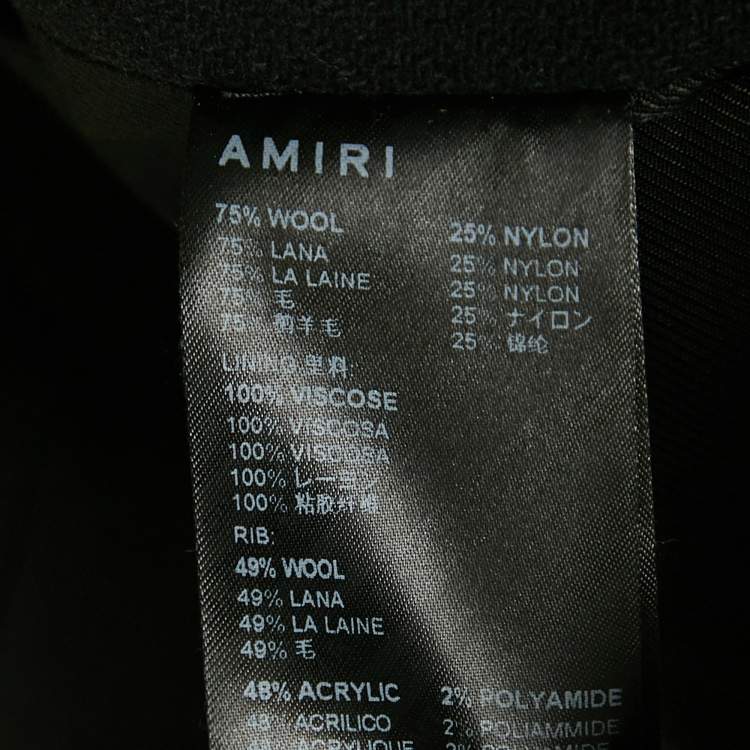 AMIRI
75% WOOL 25% NYLON
75% LANA 25% NYLON
75% LA LAINE 25% NYLON
75% 毛 25% ナイロン
75% 羊毛 25% 锦纶
LINING 里料:
100% VISCOSE
100% VISCOSA
100% VISCOSA
100% レーヨン
100% 粘胶纤维
RIB:
49% WOOL
49% LANA
49% LA LAINE
49% 毛
48% ACRYLIC 2% POLYAMIDE
48% ACRILICO 2% POLIAMMIDE